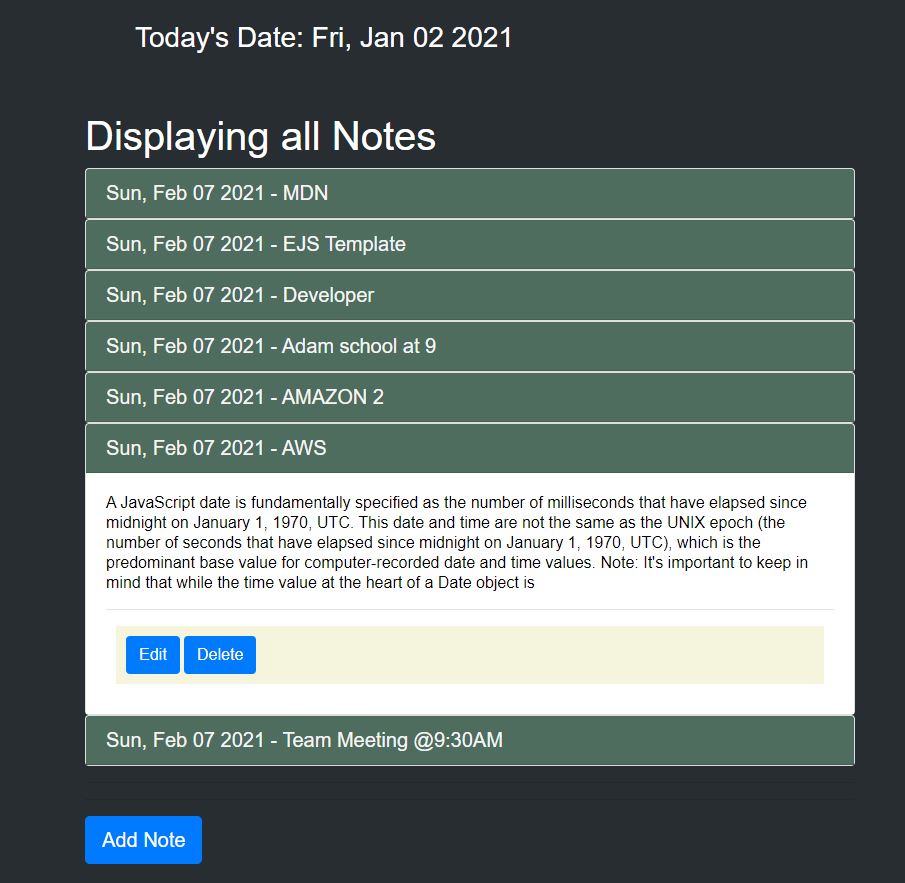 Today's Date: Fri, Jan 02 2021
Displaying all Notes
Sun, Feb 07 2021 - MDN
Sun, Feb 07 2021 - EJS Template
Sun, Feb 07 2021 - Developer
Sun, Feb 07 2021 - Adam school at 9
Sun, Feb 07 2021 - AMAZON 2
Sun, Feb 07 2021 - AWS
A JavaScript date is fundamentally specified as the number of milliseconds that have elapsed since
midnight on January 1, 1970, UTC. This date and time are not the same as the UNIX epoch (the
number of seconds that have elapsed since midnight on January 1, 1970, UTC), which is the
predominant base value for computer-recorded date and time values. Note: It's important to keep in
mind that while the time value at the heart of a Date object is
Edit Delete
Sun, Feb 07 2021 - Team Meeting @9:30AM
Add Note